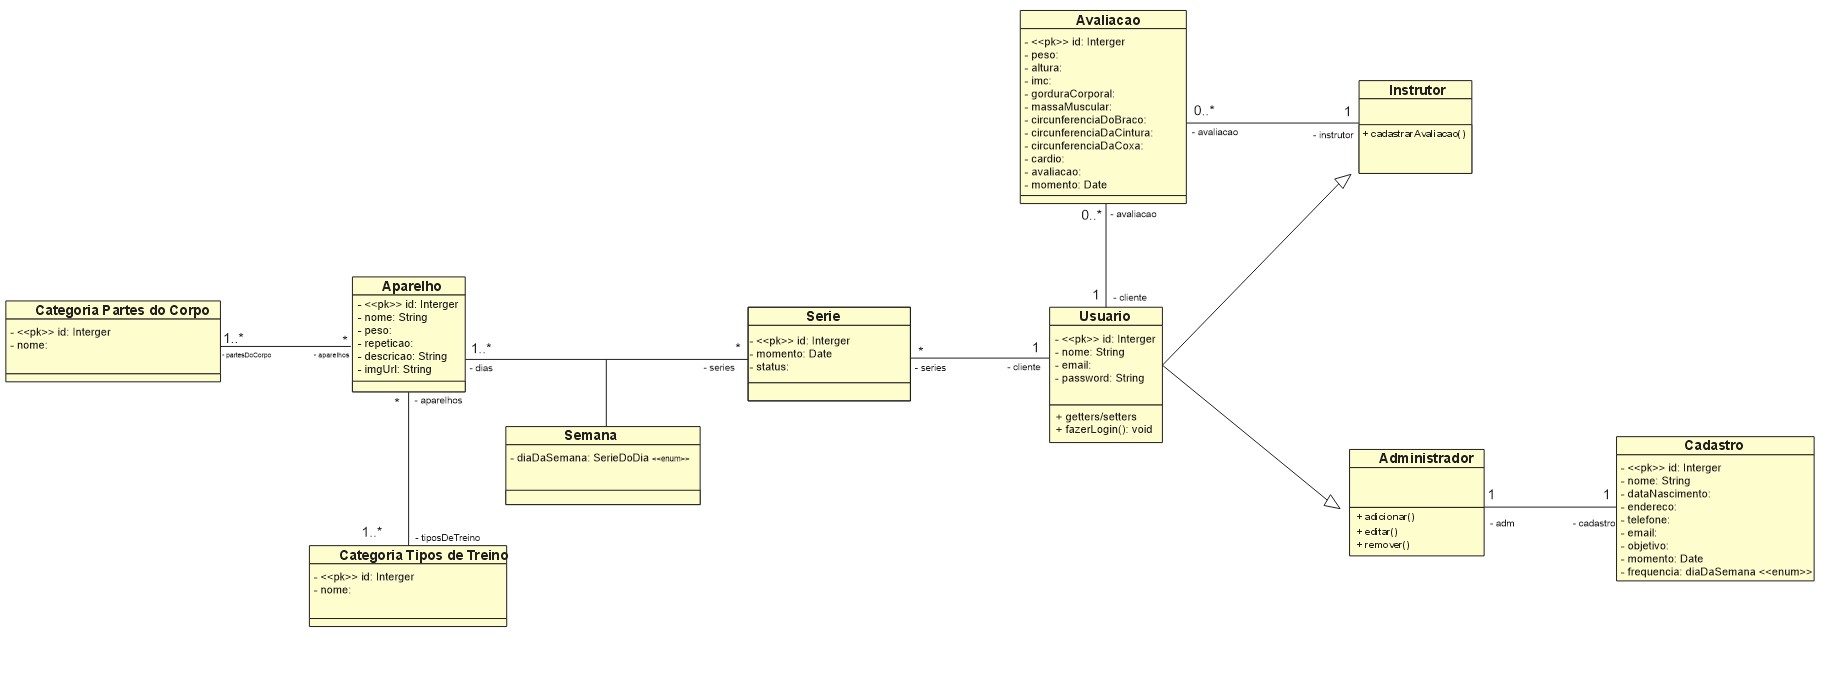 Avaliacao
- <<pk>> id: Interger
- peso:
- altura:
- imc:
- gorduraCorporal:
- massaMuscular:
- circunferenciaDoBraco:
- circunferenciaDaCintura:
- circunferenciaDaCoxa:
- cardio:
- avaliacao:
- momento: Date
0..*
- avaliacao
1
- instrutor
Instrutor
+ cadastrarAvaliacao()
0..*
- avaliacao
1
- cliente
Categoria Partes do Corpo
- <<pk>> id: Interger
- nome:
1..*
- partesDoCorpo
*
- aparelhos
Aparelho
- <<pk>> id: Interger
- nome: String
- peso:
- repeticao:
- descricao: String
- imgUrl: String
1..*
- dias
*
- series
Serie
- <<pk>> id: Interger
- momento: Date
- status:
*
- series
1
- cliente
Usuario
- <<pk>> id: Interger
- nome: String
- email:
- password: String
+ getters/setters
+ fazerLogin(): void
*
- aparelhos
Semana
- diaDaSemana: SerieDoDia <<enum>>
1..*
- tiposDeTreino
Categoria Tipos de Treino
- <<pk>> id: Interger
- nome:
Administrador
+ adicionar()
+ editar()
+ remover()
1
- adm
1
- cadastro
Cadastro
- <<pk>> id: Interger
- nome: String
- dataNascimento:
- endereco:
- telefone:
- email:
- objetivo:
- momento: Date
- frequencia: diaDaSemana <<enum>>